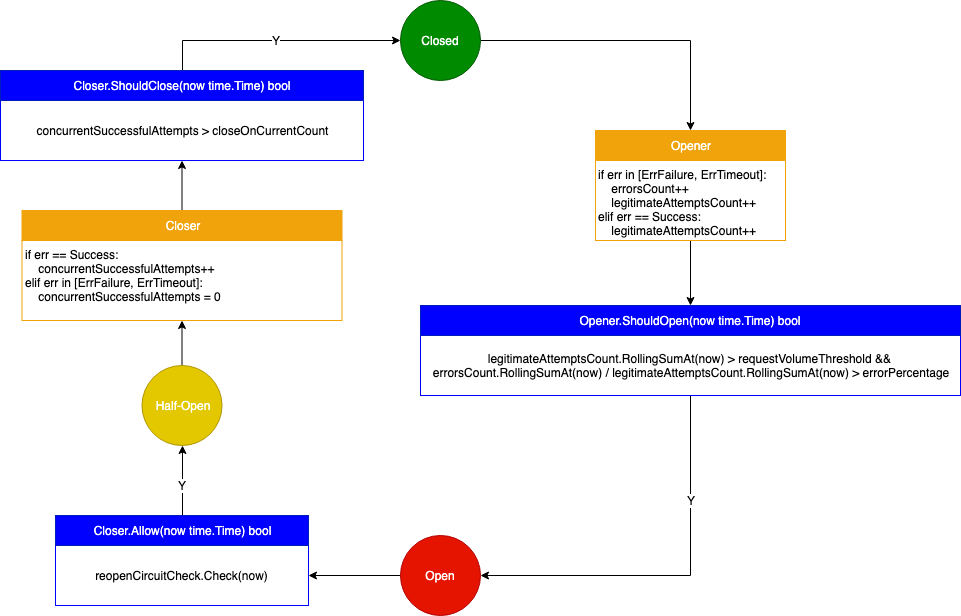 Y
Closed
Closer.ShouldClose(now time.Time) bool
concurrentSuccessfulAttempts > closeOnCurrentCount
Opener
if err in [ErrFailure, ErrTimeout]:
errorsCount++
legitimateAttemptsCount++
elif err == Success:
legitimateAttemptsCount++
Closer
if err == Success:
concurrentSuccessfulAttempts++
elif err in [ErrFailure, ErrTimeout]:
concurrentSuccessfulAttempts = 0
Opener.ShouldOpen(now time.Time) bool
legitimateAttemptsCount.RollingSumAt(now) > requestVolumeThreshold &&
errorsCount.RollingSumAt(now) / legitimateAttemptsCount.RollingSumAt(now) > errorPercentage
Half-Open
Y
Y
Closer.Allow(now time.Time) bool
reopenCircuitCheck.Check(now)
Open